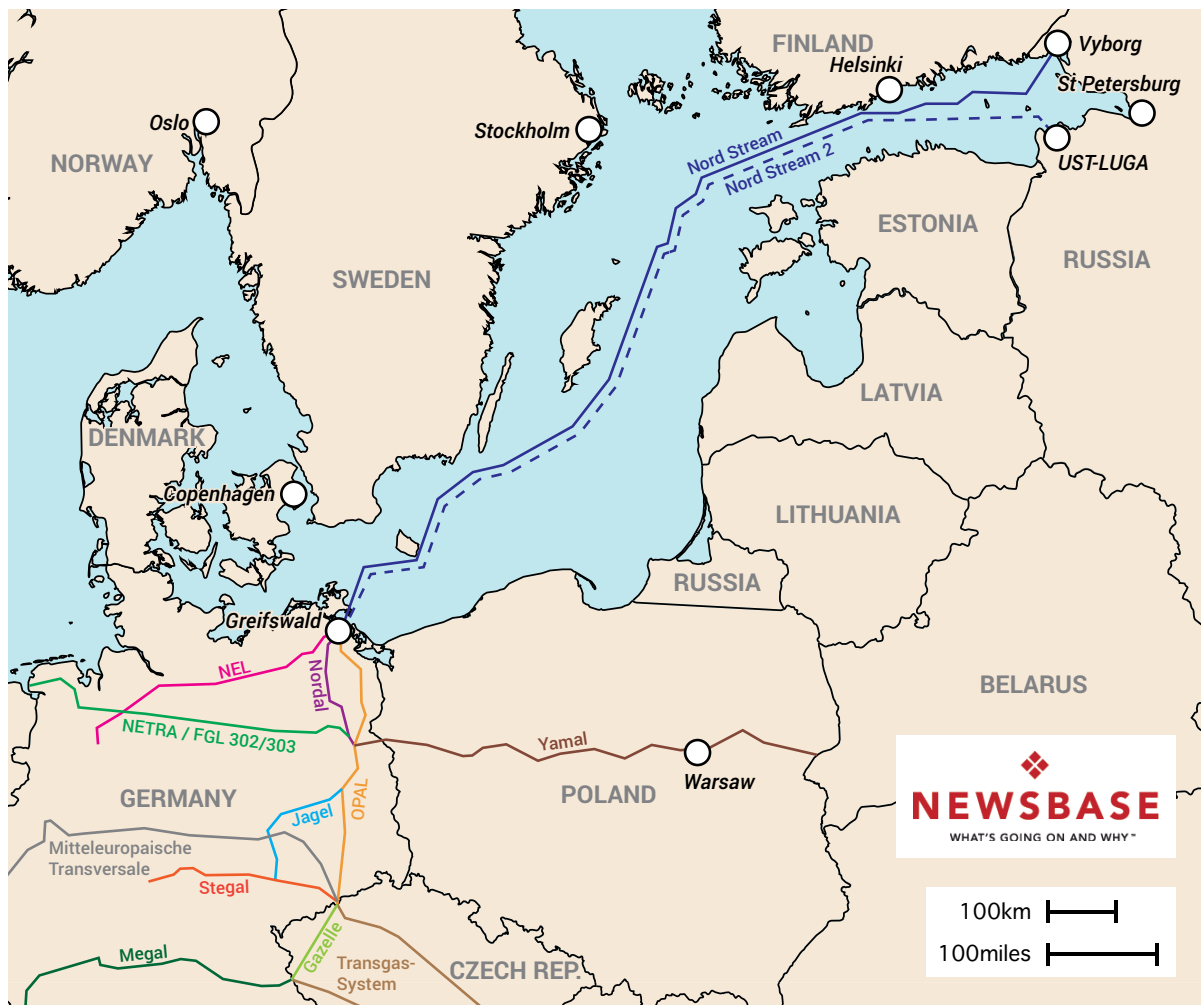 FINLAND
Vyborg
Helsinki
St Petersburg
Oslo
Stockholm
NORWAY
Nord Stream
Nord Stream 2
UST-LUGA
ESTONIA
SWEDEN
RUSSIA
LATVIA
DENMARK
Copenhagen
LITHUANIA
RUSSIA
Greifswald
NEL
Nordal
BELARUS
NETRA / FGL 302/303
Yamal
Warsaw
GERMANY
OPAL
POLAND
Jagel
Mitteleuropaische
Transversale
Stegal
NEWSBASE
WHAT'S GOING ON AND WHY™
100km
100miles
Megal
Gazelle
Transgas-
System
CZECH REP.